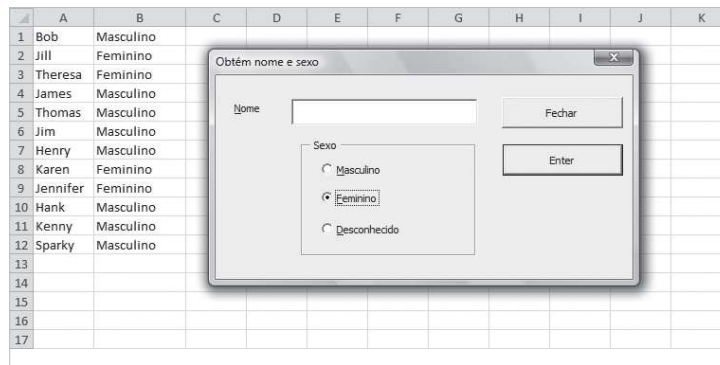 A B C D E F G H I J K
1 Bob Masculino
2 Jill Feminino
3 Theresa Feminino
4 James Masculino
5 Thomas Masculino
6 Jim Masculino
7 Henry Masculino
8 Karen Feminino
9 Jennifer Feminino
10 Hank Masculino
11 Kenny Masculino
12 Sparky Masculino
13
14
15
16
17
Obtém nome e sexo
Nome
Fechar
Sexo
Enter
Masculino
Feminino
Desconhecido